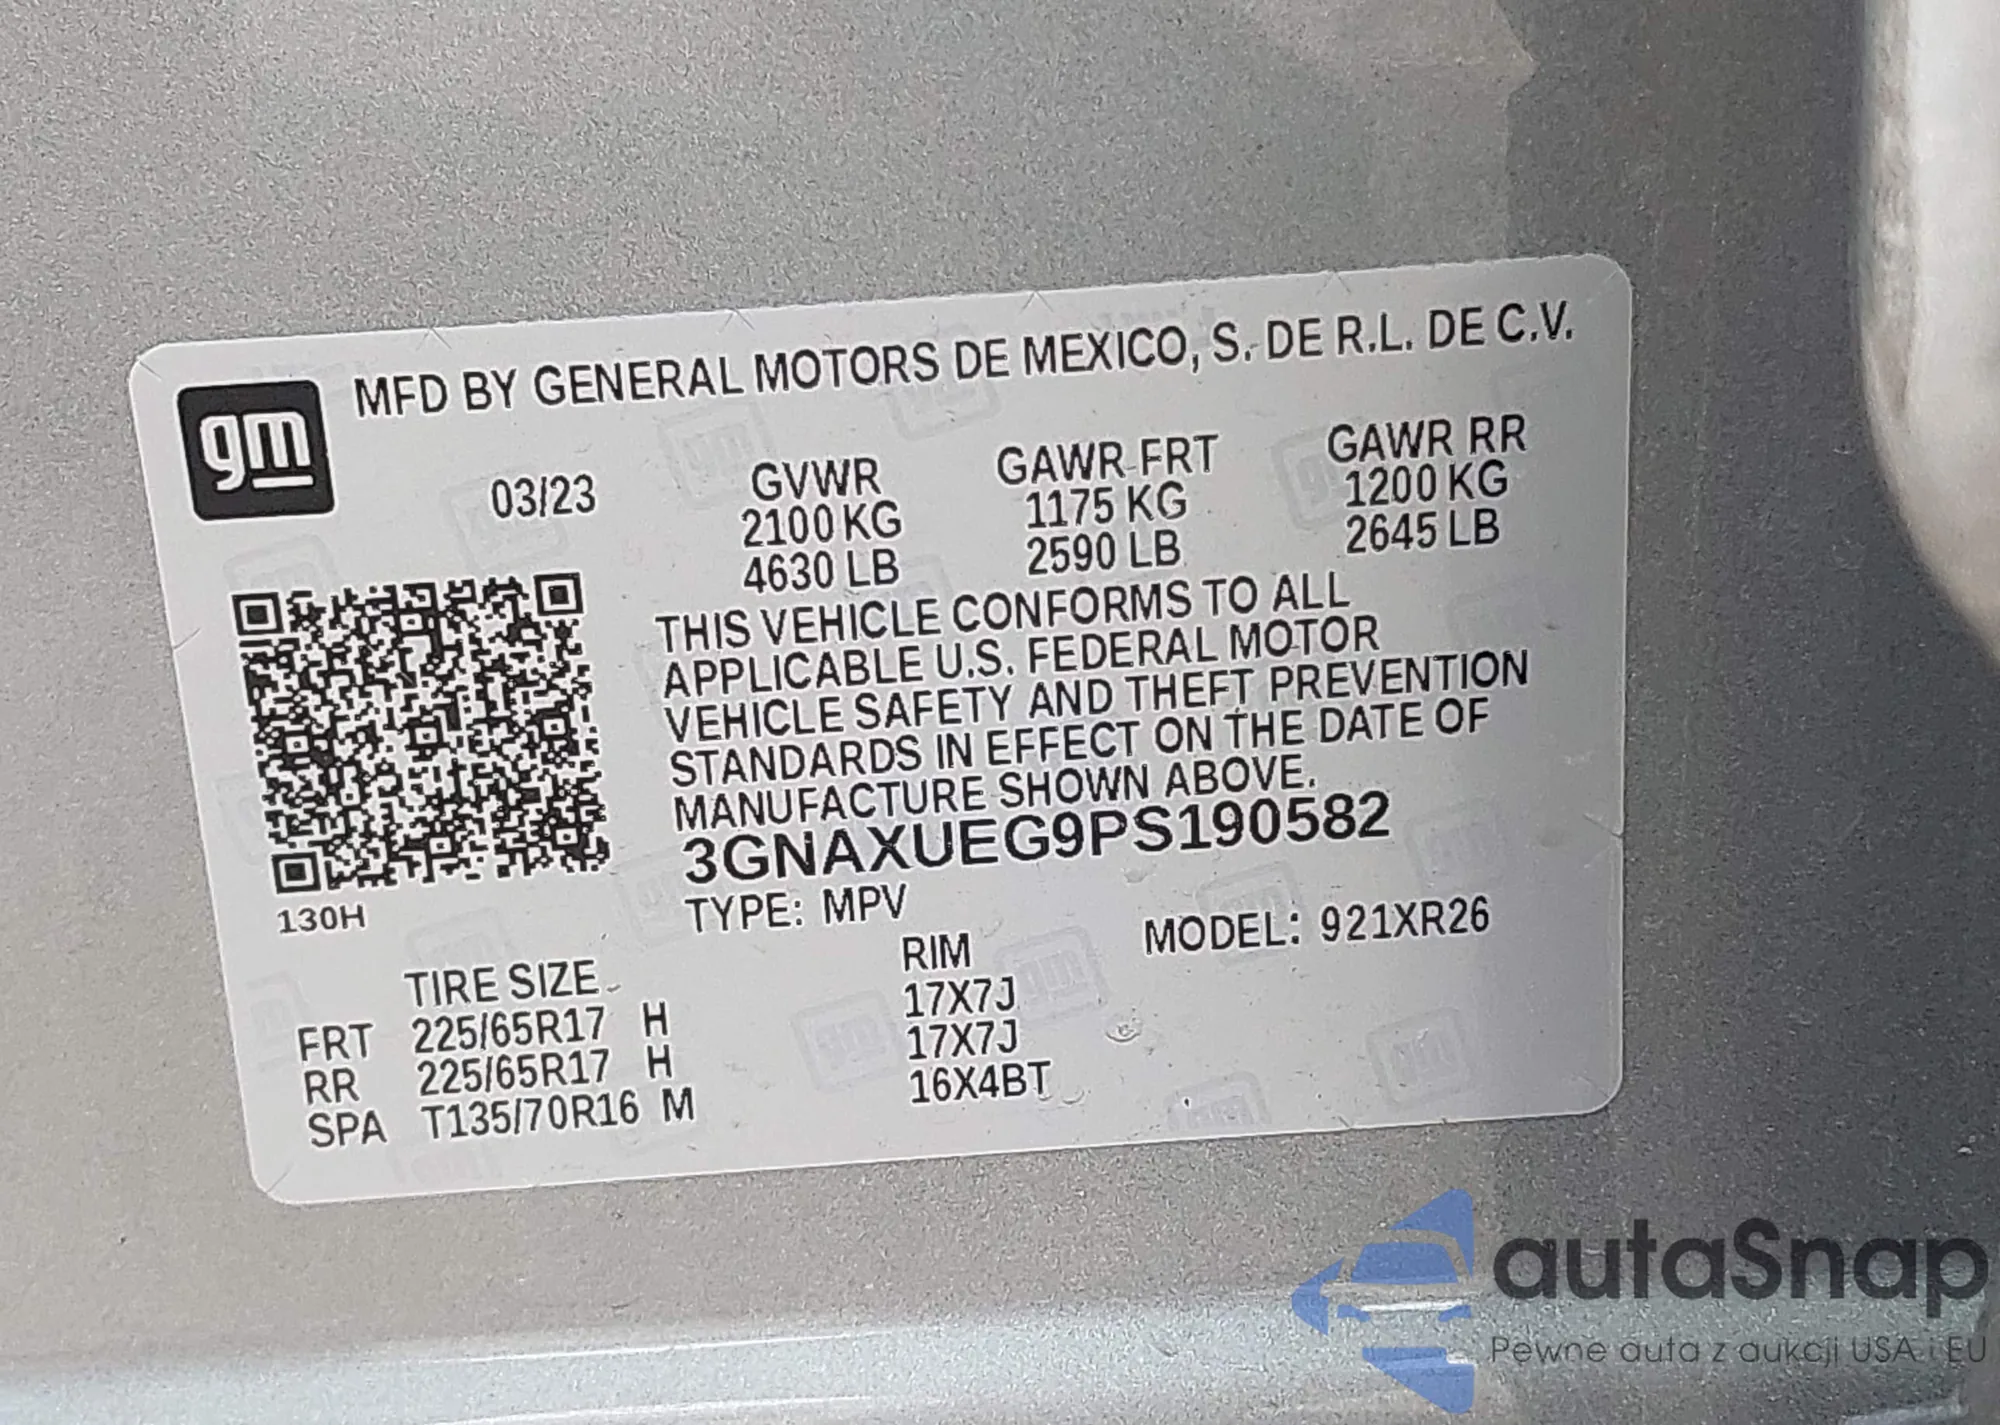 gm
MFD BY GENERAL MOTORS DE MEXICO, S. DE R.L. DE C.V.
03/23 GVWR GAWR FRT GAWR RR
2100 KG 1175 KG 1200 KG
4630 LB 2590 LB 2645 LB
THIS VEHICLE CONFORMS TO ALL
APPLICABLE U.S. FEDERAL MOTOR
VEHICLE SAFETY AND THEFT PREVENTION
STANDARDS IN EFFECT ON THE DATE OF
MANUFACTURE SHOWN ABOVE.
3GNAXUEG9PS190582
130H
TYPE: MPV MODEL: 921XR26
TIRE SIZE RIM
FRT 225/65R17 H 17X7J
RR 225/65R17 H 17X7J
SPA T135/70R16 M 16X4BT
autaSnap
Pewne auta z aukcji USA i EU